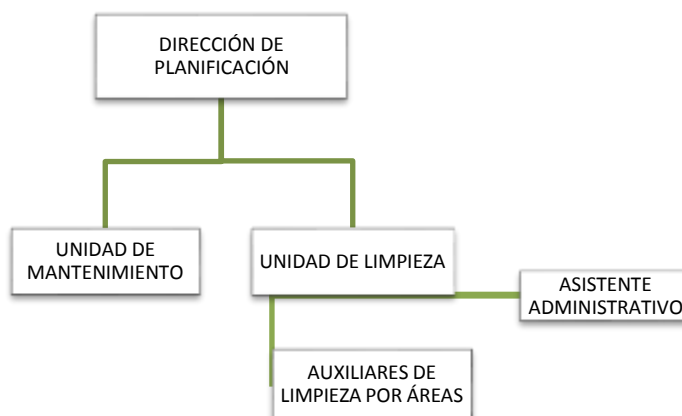 DIRECCIÓN DE
PLANIFICACIÓN
UNIDAD DE
MANTENIMIENTO
UNIDAD DE LIMPIEZA
ASISTENTE
ADMINISTRATIVO
AUXILIARES DE
LIMPIEZA POR ÁREAS